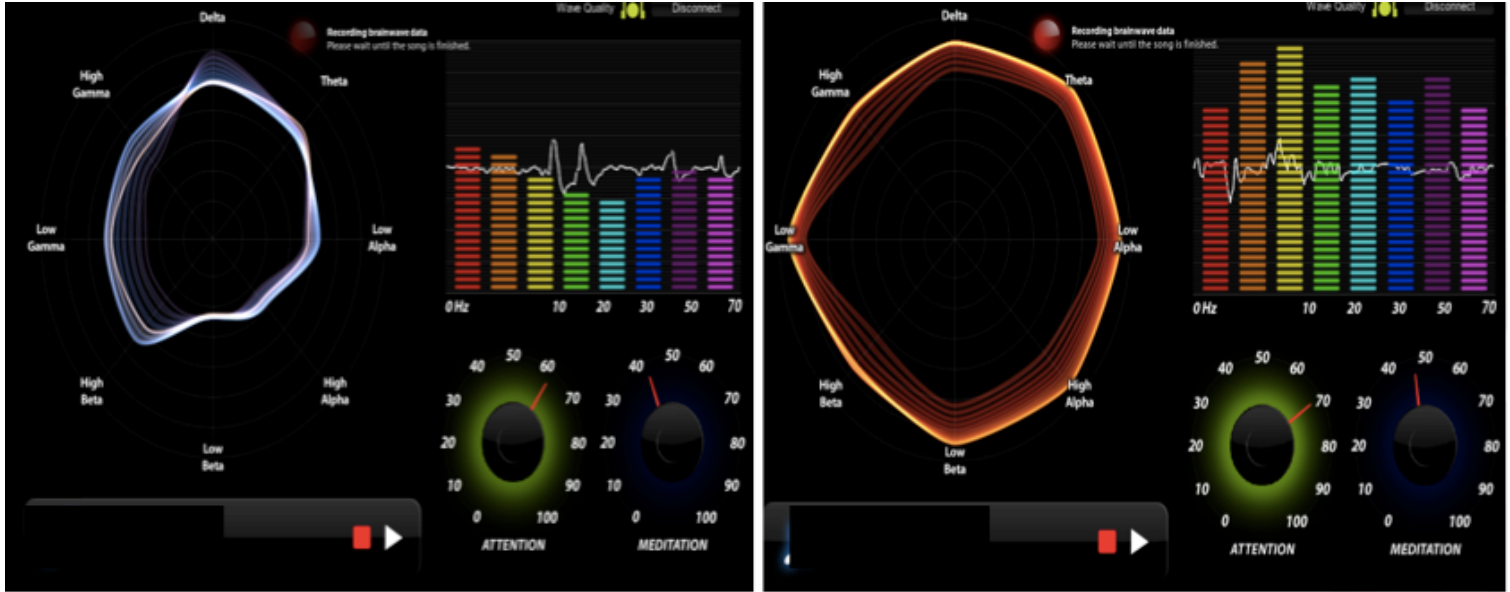 Delta
Wave Quality
Disconnect
Recording brainwave data
Please wait until the song is finished.
High
Gamma
Theta
Low
Gamma
Low
Alpha
High
Beta
High
Alpha
Low
Beta
0 Hz 10 20 30 50 70
0 10 20 30 40 50 60 70 80 90 100
ATTENTION
0 10 20 30 40 50 60 70 80 90 100
MEDITATION
Delta
Wave Quality
Disconnect
Recording brainwave data
Please wait until the song is finished.
High
Gamma
Theta
Low
Gamma
Low
Alpha
High
Beta
High
Alpha
Low
Beta
0 Hz 10 20 30 50 70
0 10 20 30 40 50 60 70 80 90 100
ATTENTION
0 10 20 30 40 50 60 70 80 90 100
MEDITATION